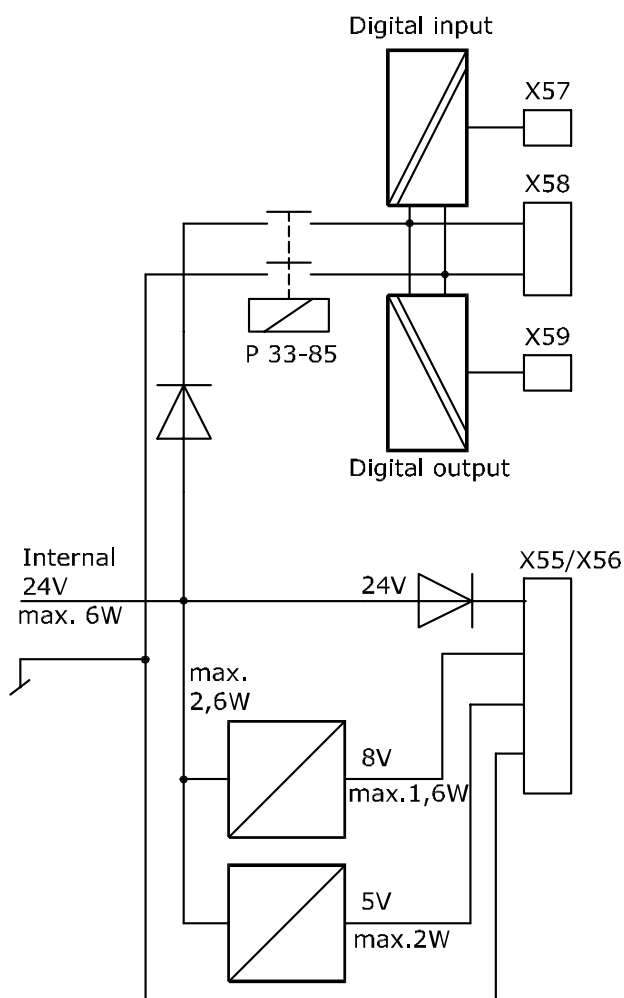 Digital input
X57
X58
P 33-85
X59
Digital output
Internal
24V
max. 6W
24V
X55/X56
max.
2,6W
8V
max.1,6W
5V
max.2W